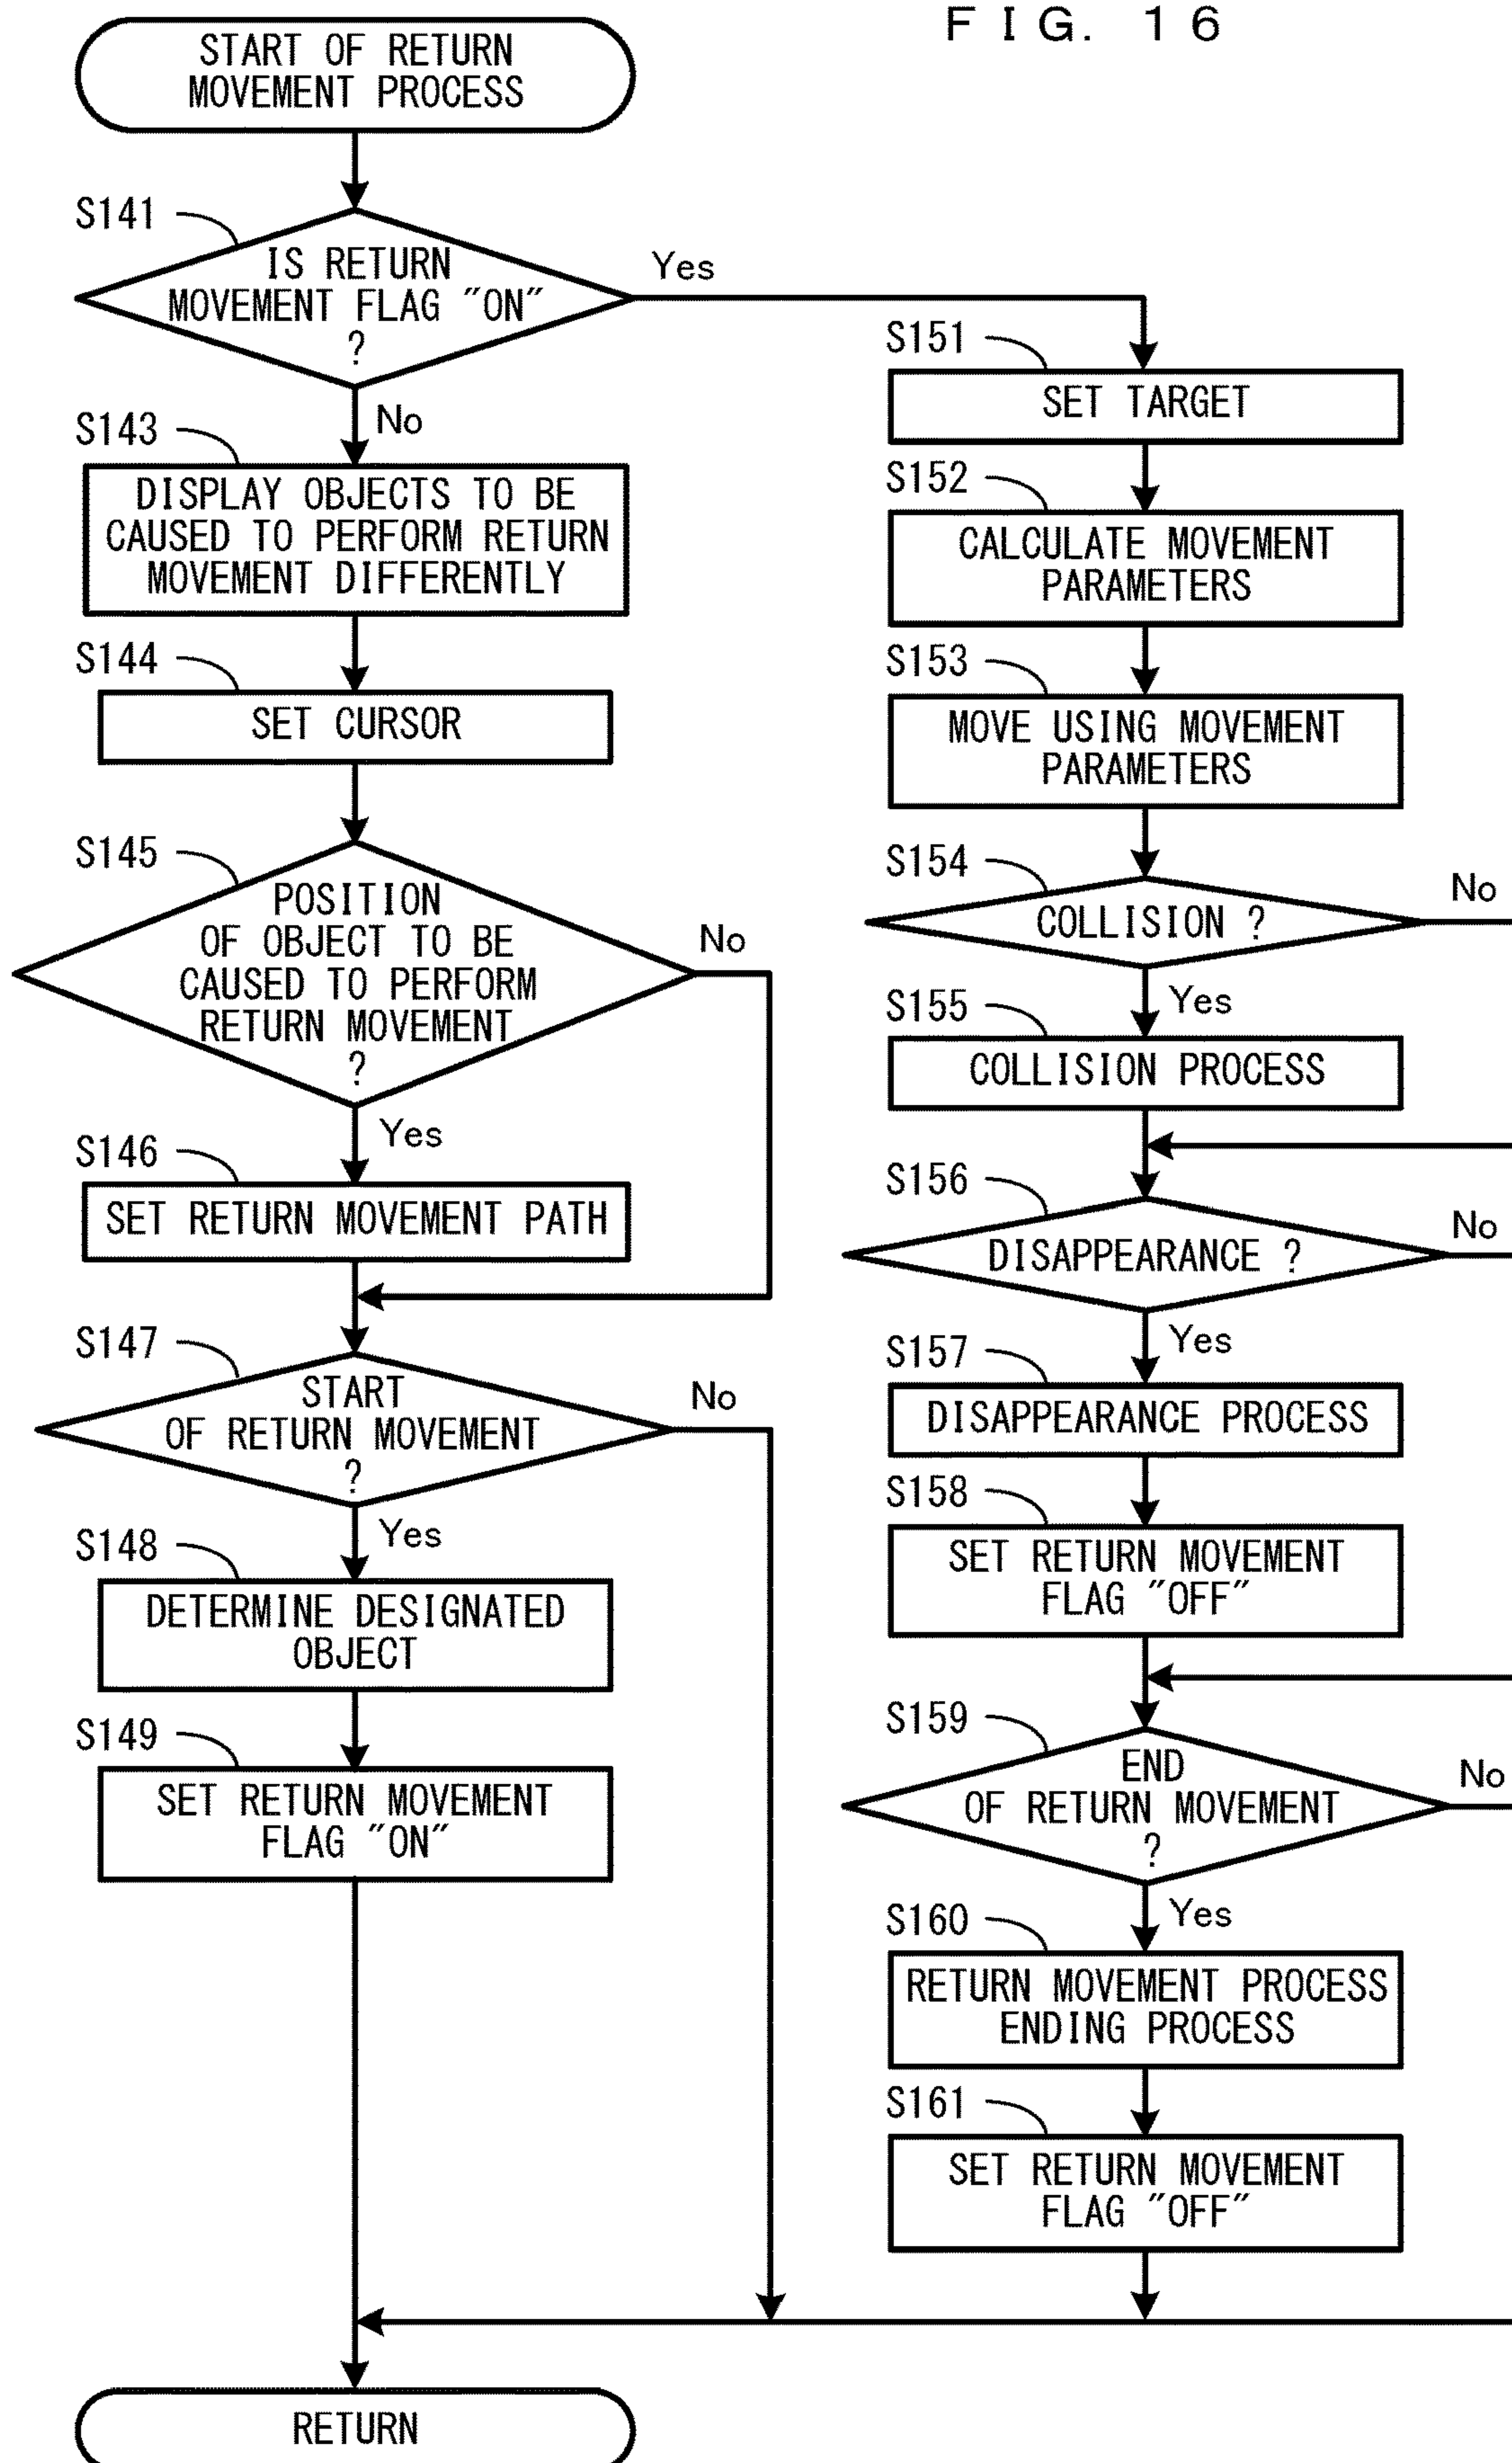 FIG. 16
START OF RETURN
MOVEMENT PROCESS
S141
IS RETURN
MOVEMENT FLAG "ON"
?
Yes
No
S143
DISPLAY OBJECTS TO BE
CAUSED TO PERFORM RETURN
MOVEMENT DIFFERENTLY
S144
SET CURSOR
S145
POSITION
OF OBJECT TO BE
CAUSED TO PERFORM
RETURN MOVEMENT
?
No
Yes
S146
SET RETURN MOVEMENT PATH
S147
START
OF RETURN MOVEMENT
?
No
Yes
S148
DETERMINE DESIGNATED
OBJECT
S149
SET RETURN MOVEMENT
FLAG "ON"
RETURN
S151
SET TARGET
S152
CALCULATE MOVEMENT
PARAMETERS
S153
MOVE USING MOVEMENT
PARAMETERS
S154
COLLISION ?
No
Yes
S155
COLLISION PROCESS
S156
DISAPPEARANCE ?
No
Yes
S157
DISAPPEARANCE PROCESS
S158
SET RETURN MOVEMENT
FLAG "OFF"
S159
END
OF RETURN MOVEMENT
?
No
Yes
S160
RETURN MOVEMENT PROCESS
ENDING PROCESS
S161
SET RETURN MOVEMENT
FLAG "OFF"